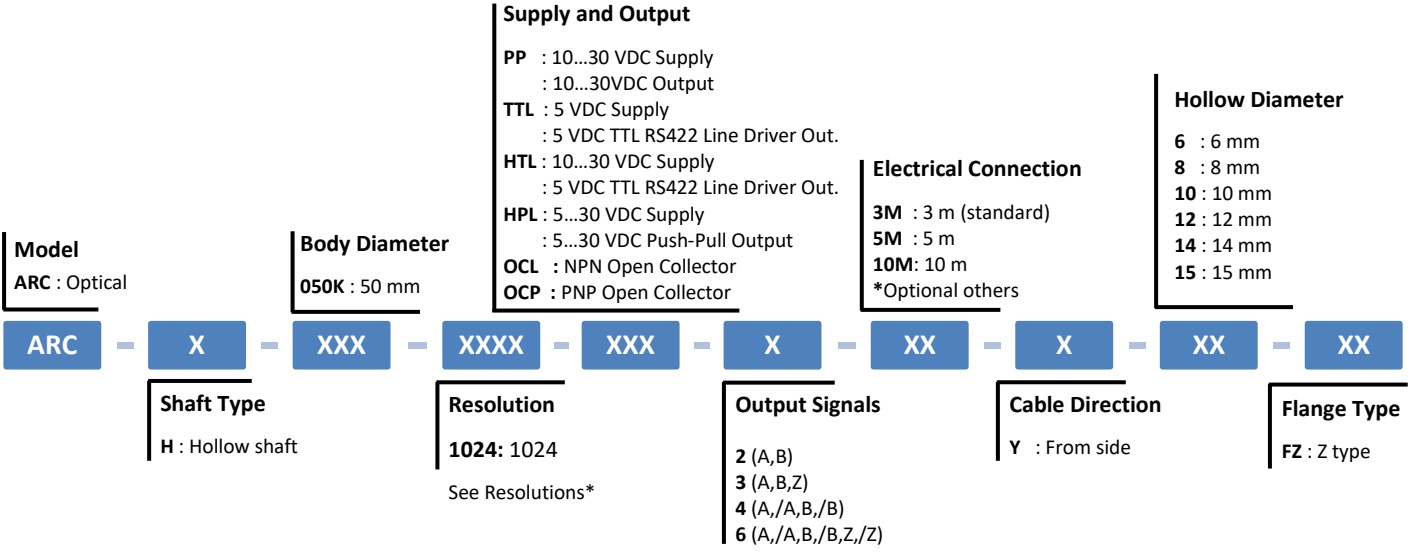 Supply and Output
PP : 10...30 VDC Supply
: 10...30VDC Output
TTL : 5 VDC Supply
: 5 VDC TTL RS422 Line Driver Out.
HTL : 10...30 VDC Supply
: 5 VDC TTL RS422 Line Driver Out.
HPL : 5...30 VDC Supply
: 5...30 VDC Push-Pull Output
OCL : NPN Open Collector
OCP : PNP Open Collector
Hollow Diameter
6 : 6 mm
8 : 8 mm
10 : 10 mm
12 : 12 mm
14 : 14 mm
15 : 15 mm
Electrical Connection
3M : 3 m (standard)
5M : 5 m
10M: 10 m
*Optional others
Model
ARC : Optical
Body Diameter
050K : 50 mm
ARC - X - XXX - XXXX - XXX - X - XX - X - XX - XX
Shaft Type
H : Hollow shaft
Resolution
1024: 1024
See Resolutions*
Output Signals
2 (A,B)
3 (A,B,Z)
4 (A,/A,B,/B)
6 (A,/A,B,/B,Z,/Z)
Cable Direction
Y : From side
Flange Type
FZ : Z type